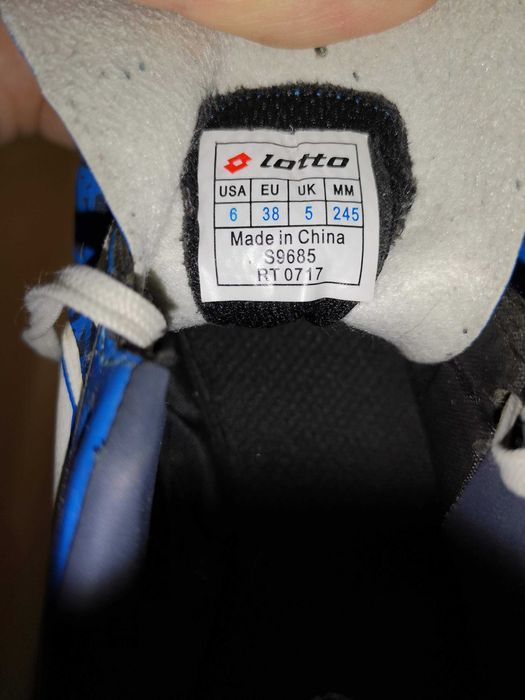 lotto
USA EU UK MM
6 38 5 245
Made in China
S9685
RT 0717